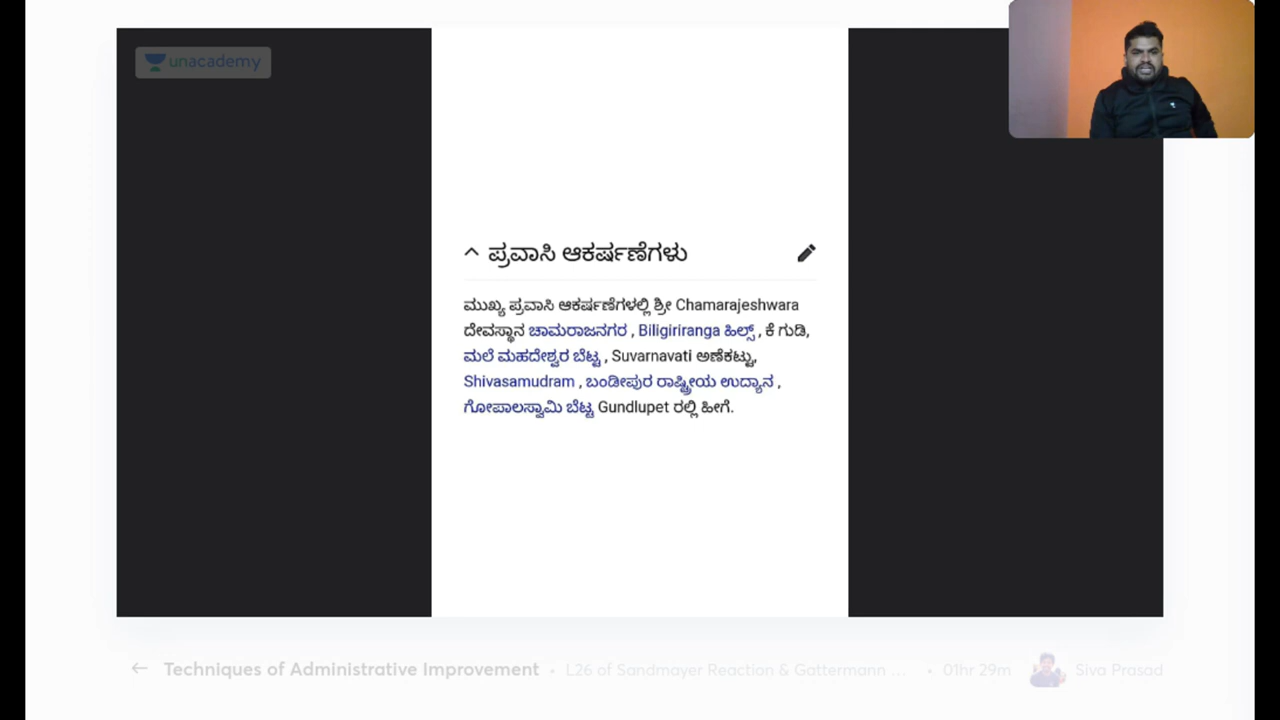 unacademy
ಪ್ರವಾಸಿ ಆಕರ್ಷಣೆಗಳು
ಮುಖ್ಯ ಪ್ರವಾಸಿ ಆಕರ್ಷಣೆಗಳಲ್ಲಿ ಶ್ರೀ Chamarajeshwara
ದೇವಸ್ಥಾನ ಚಾಮರಾಜನಗರ , Biligiriranga ಹಿಲ್ಸ್ , ಕೆ ಗುಡಿ,
ಮಲೆ ಮಹದೇಶ್ವರ ಬೆಟ್ಟ , Suvarnavati ಅಣೆಕಟ್ಟು,
Shivasamudram , ಬಂಡೀಪುರ ರಾಷ್ಟ್ರೀಯ ಉದ್ಯಾನ ,
ಗೋಪಾಲಸ್ವಾಮಿ ಬೆಟ್ಟ Gundlupet ರಲ್ಲಿ ಹೀಗೆ.
Techniques of Administrative Improvement • L26 of Sandmayer Reaction & Gattermann ... • 01hr 29m Siva Prasad